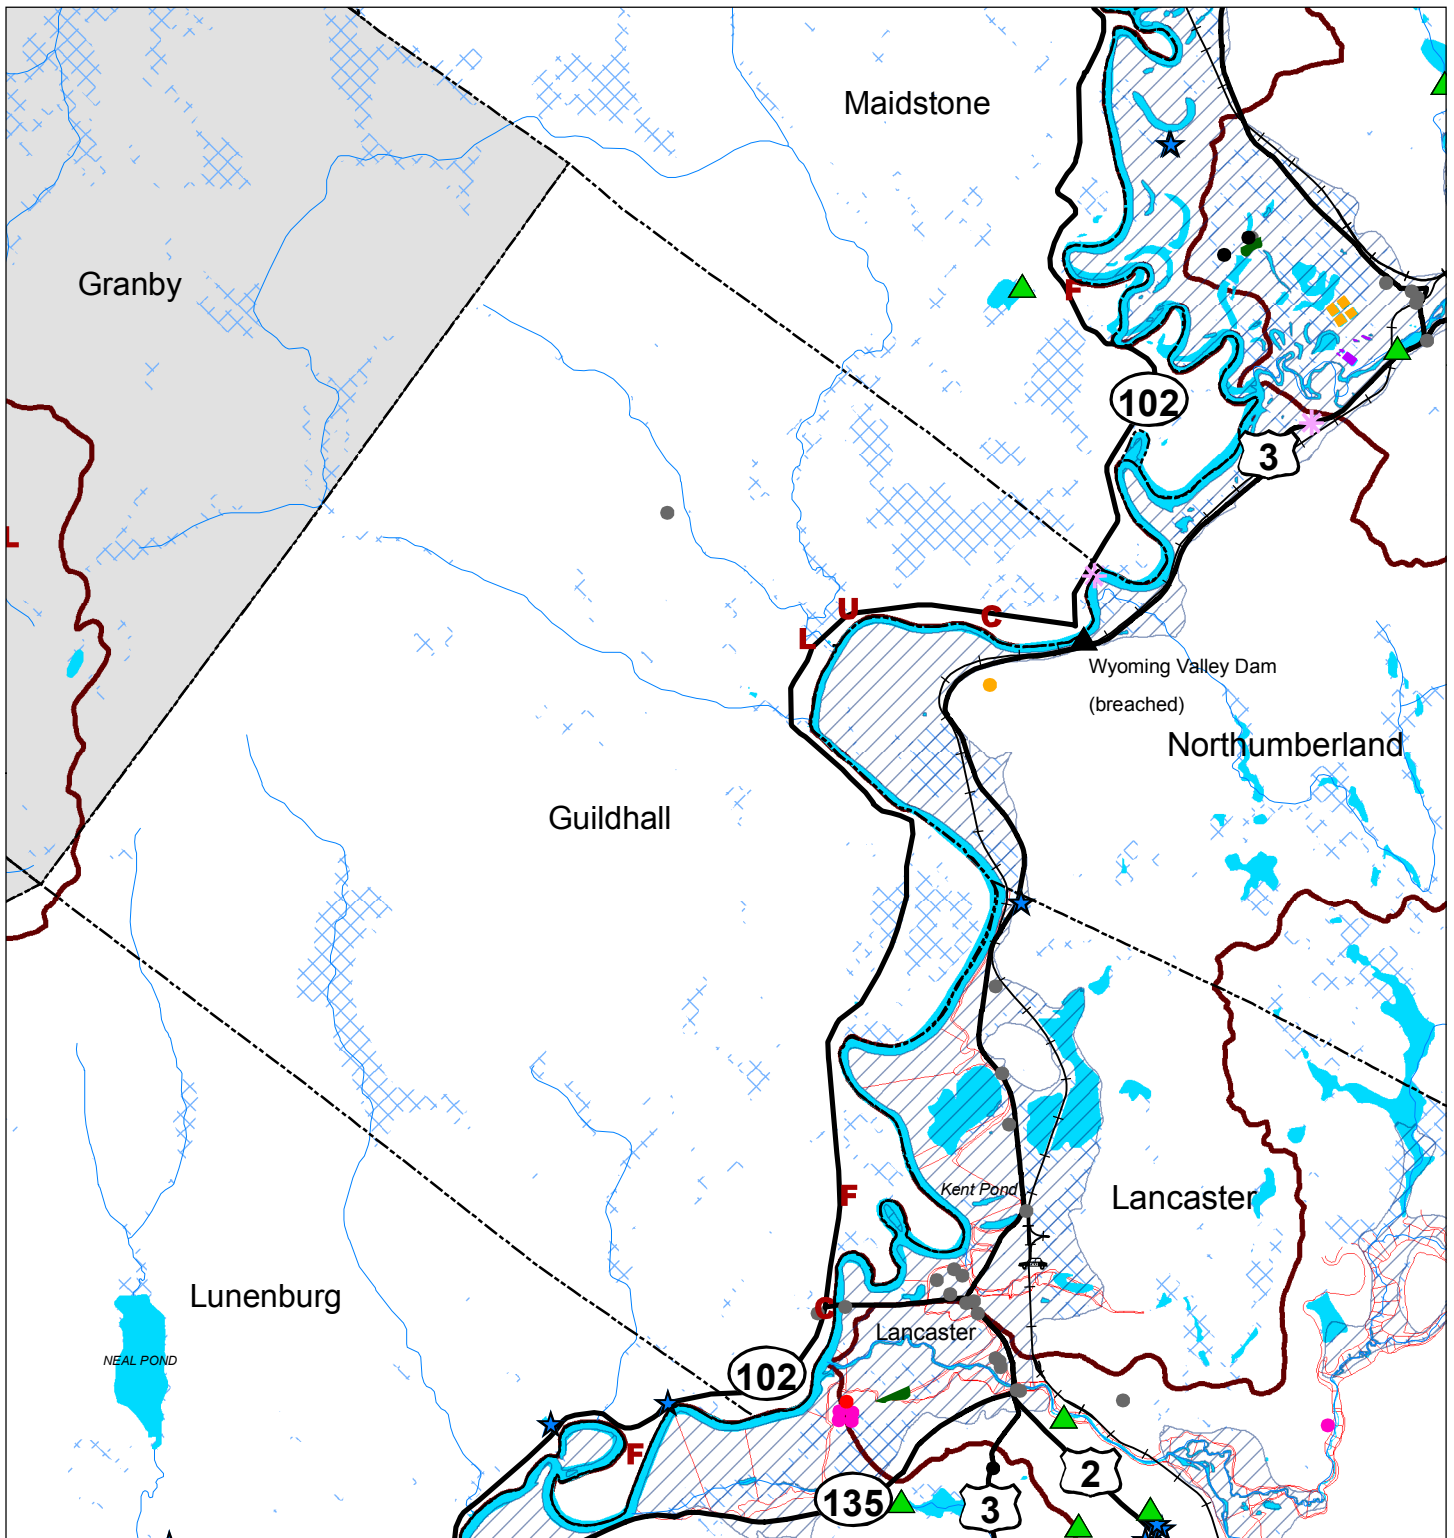 Maidstone
Granby
F
102
3
L
U
C
L
Wyoming Valley Dam
(breached)
Northumberland
Guildhall
Kent Pond
F
Lancaster
Lunenburg
C
Lancaster
NEAL POND
102
F
2
135
3